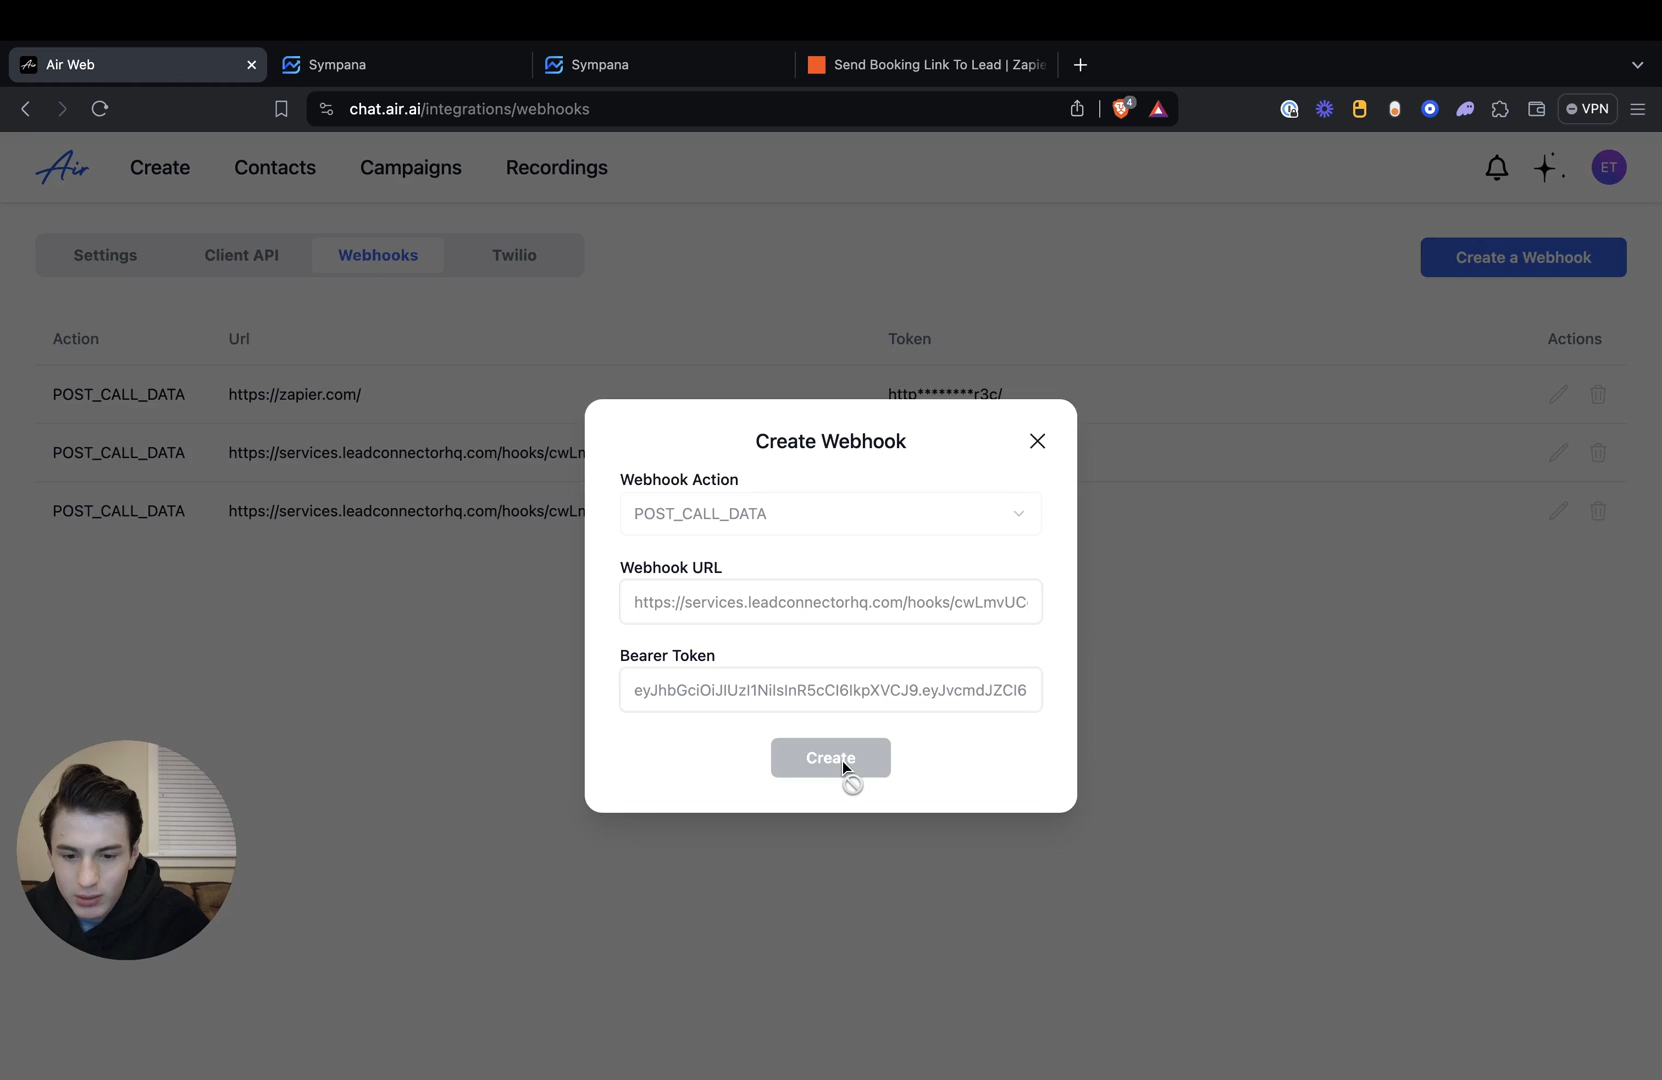 Air Web
Sympana
Sympana
Send Booking Link To Lead | Zapie
chat.air.ai/integrations/webhooks
4
VPN
Air
Create
Contacts
Campaigns
Recordings
ET
Settings
Client API
Webhooks
Twilio
Create a Webhook
Action
Url
Token
Actions
POST_CALL_DATA
https://zapier.com/
http********r3c/
POST_CALL_DATA
https://services.leadconnectorhq.com/hooks/cwLn
POST_CALL_DATA
https://services.leadconnectorhq.com/hooks/cwLn
Create Webhook
Webhook Action
POST_CALL_DATA
Webhook URL
https://services.leadconnectorhq.com/hooks/cwLmvUC
Bearer Token
eyJhbGciOiJIUzI1NiIsInR5cCI6IkpXVCJ9.eyJvcmdJZCI6
Create